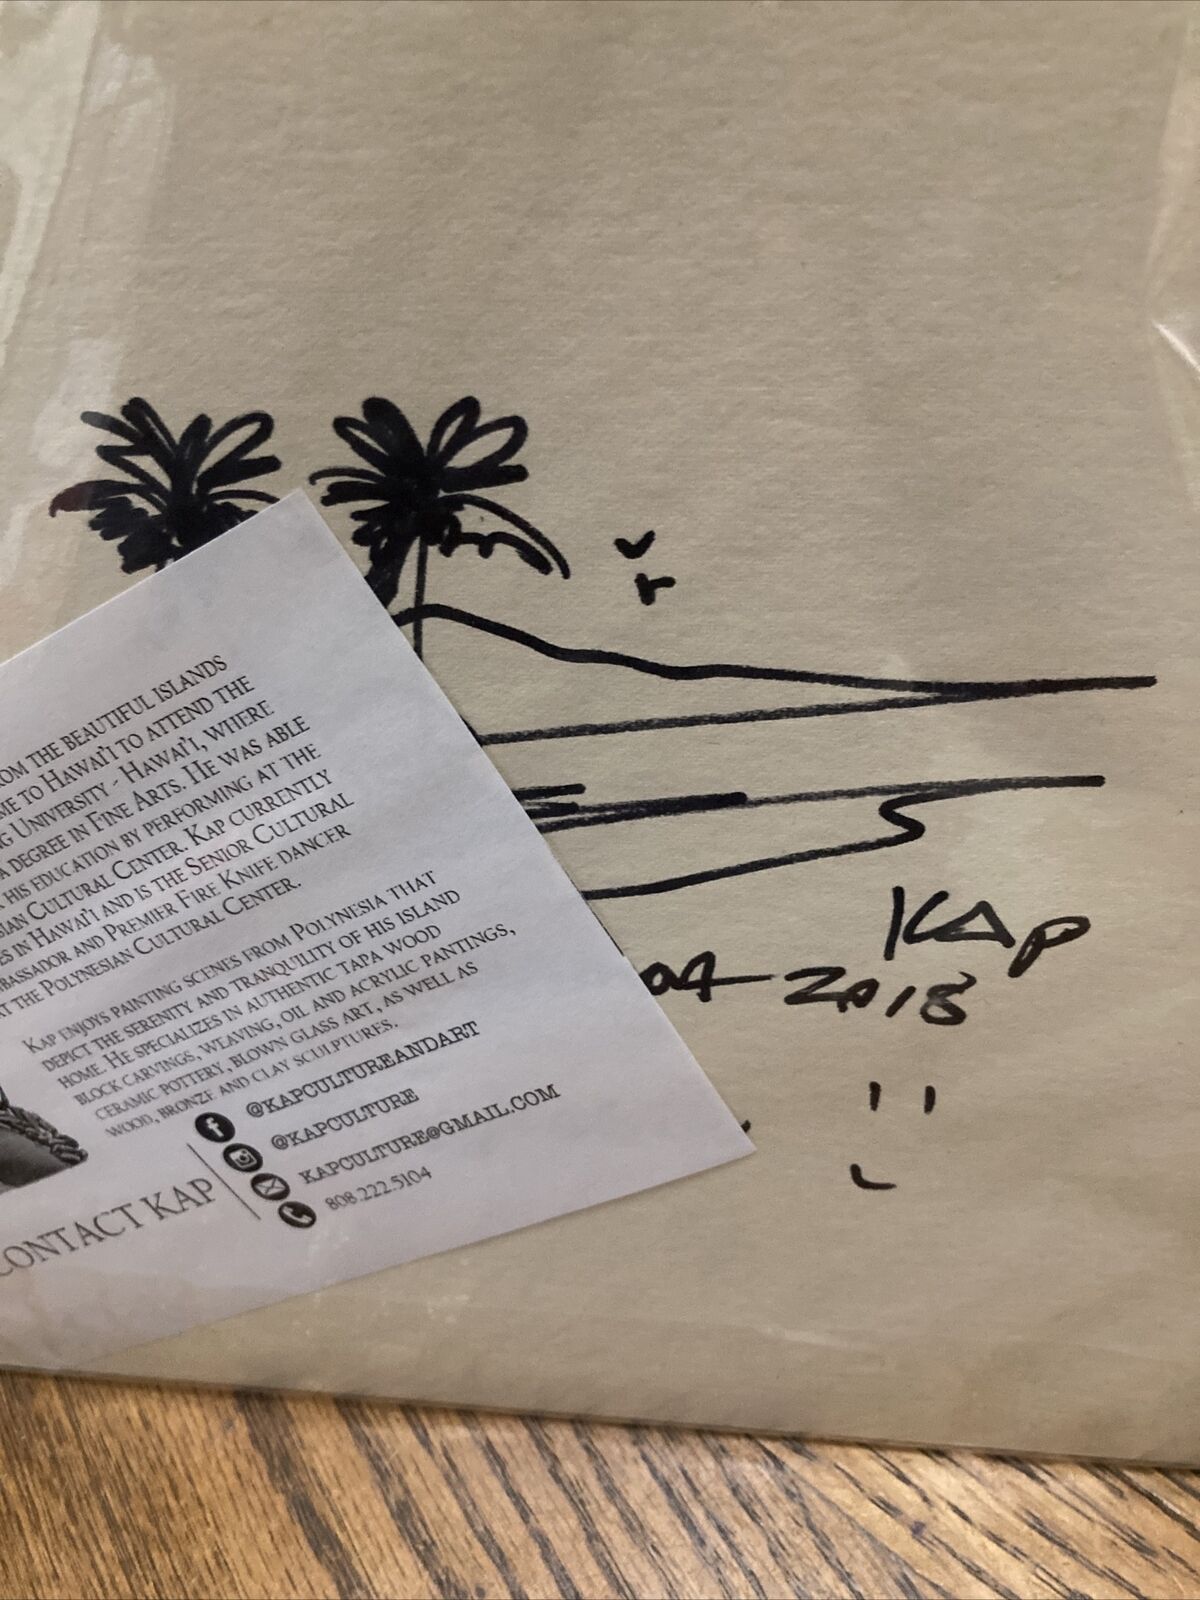 OM THE BEAUTIFUL ISLANDS
ME TO HAWAI'I TO ATTEND THE
G UNIVERSITY - HAWAI'I, WHERE
A DEGREE IN FINE ARTS. HE WAS ABLE
HIS EDUCATION BY PERFORMING AT THE
SIAN CULTURAL CENTER. KAP CURRENTLY
ES IN HAWAI'I AND IS THE SENIOR CULTURAL
BASSADOR AND PREMIER FIRE KNIFE DANCER
AT THE POLYNESIAN CULTURAL CENTER.
KAP ENJOYS PAINTING SCENES FROM POLYNESIA THAT
DEPICT THE SERENITY AND TRANQUILITY OF HIS ISLAND
HOME. HE SPECIALIZES IN AUTHENTIC TAPA WOOD
BLOCK CARVINGS, WEAVING, OIL AND ACRYLIC PANTINGS,
CERAMIC POTTERY, BLOWN GLASS ART, AS WELL AS
WOOD, BRONZE AND CLAY SCULPTURES.
CONTACT KAP
@KAPCULTUREANDART
@KAPCULTURE
KAPCULTURE@GMAIL.COM
808.222.5104
KAp
2018